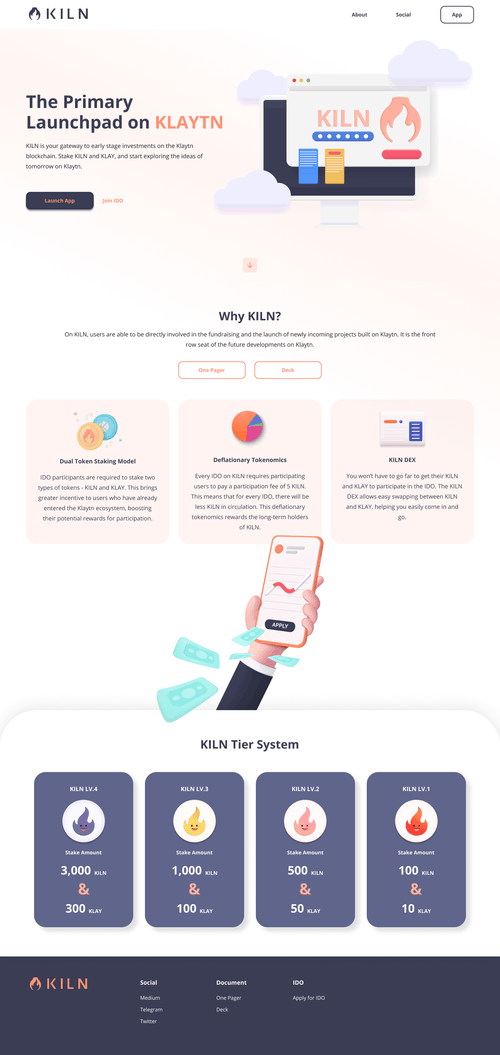 KILN
About
Social
App
The Primary
Launchpad on KLAYTN
KILN is your gateway to early stage investments on the Klaytn
blockchain. Stake KILN and KLAY, and start exploring the ideas of
tomorrow on Klaytn.
Launch App
Join IDO
KILN
Why KILN?
On KILN, users are able to be directly involved in the fundraising and the launch of newly incoming projects built on Klaytn. It is the front
row seat of the future developments on Klaytn.
One Pager
Deck
Dual Token Staking Model
IDO participants are required to stake two
types of tokens - KILN and KLAY. This brings
greater incentive to users who have already
entered the Klaytn ecosystem, boosting
their potential rewards for participation.
Deflationary Tokenomics
Every IDO on KILN requires participating
users to pay a participation fee of 5 KILN.
This means that for every IDO, there will be
less KILN in circulation. This deflationary
tokenomics rewards the long-term holders
of KILN.
KILN DEX
You won't have to go far to get their KILN
and KLAY to participate in the IDO. The KILN
DEX allows easy swapping between KILN
and KLAY, helping you easily come in and
go.
APPLY
KILN Tier System
KILN LV.4
Stake Amount
3,000 KILN
&
300 KLAY
KILN LV.3
Stake Amount
1,000 KILN
&
100 KLAY
KILN LV.2
Stake Amount
500 KILN
&
50 KLAY
KILN LV.1
Stake Amount
100 KILN
&
10 KLAY
KILN
Social
Medium
Telegram
Twitter
Document
One Pager
Deck
IDO
Apply for IDO